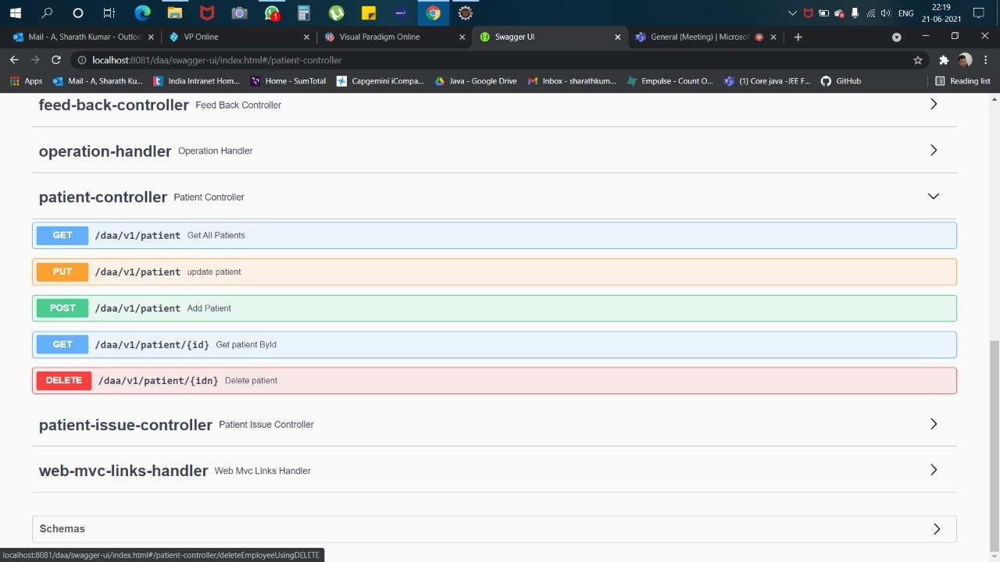 22:19
ENG
21-06-2021
1
Mail - A, Sharath Kumar - Outloo
VP Online
Visual Paradigm Online
Swagger UI
General (Meeting) | Microsof
localhost:8081/daa/swagger-ui/index.html#/patient-controller
Apps
Mail - A, Sharath Ku...
India Intranet Hom...
Home - SumTotal
Capgemini iCompa...
Java - Google Drive
Inbox - sharathkum...
Empulse - Count O...
(1) Core java -JEE F...
GitHub
Reading list
feed-back-controller Feed Back Controller
operation-handler Operation Handler
patient-controller Patient Controller
GET /daa/v1/patient Get All Patients
PUT /daa/v1/patient update patient
POST /daa/v1/patient Add Patient
GET /daa/v1/patient/{id} Get patient ById
DELETE /daa/v1/patient/{idn} Delete patient
patient-issue-controller Patient Issue Controller
web-mvc-links-handler Web Mvc Links Handler
Schemas
localhost:8081/daa/swagger-ui/index.html#/patient-controller/deleteEmployeeUsingDELETE